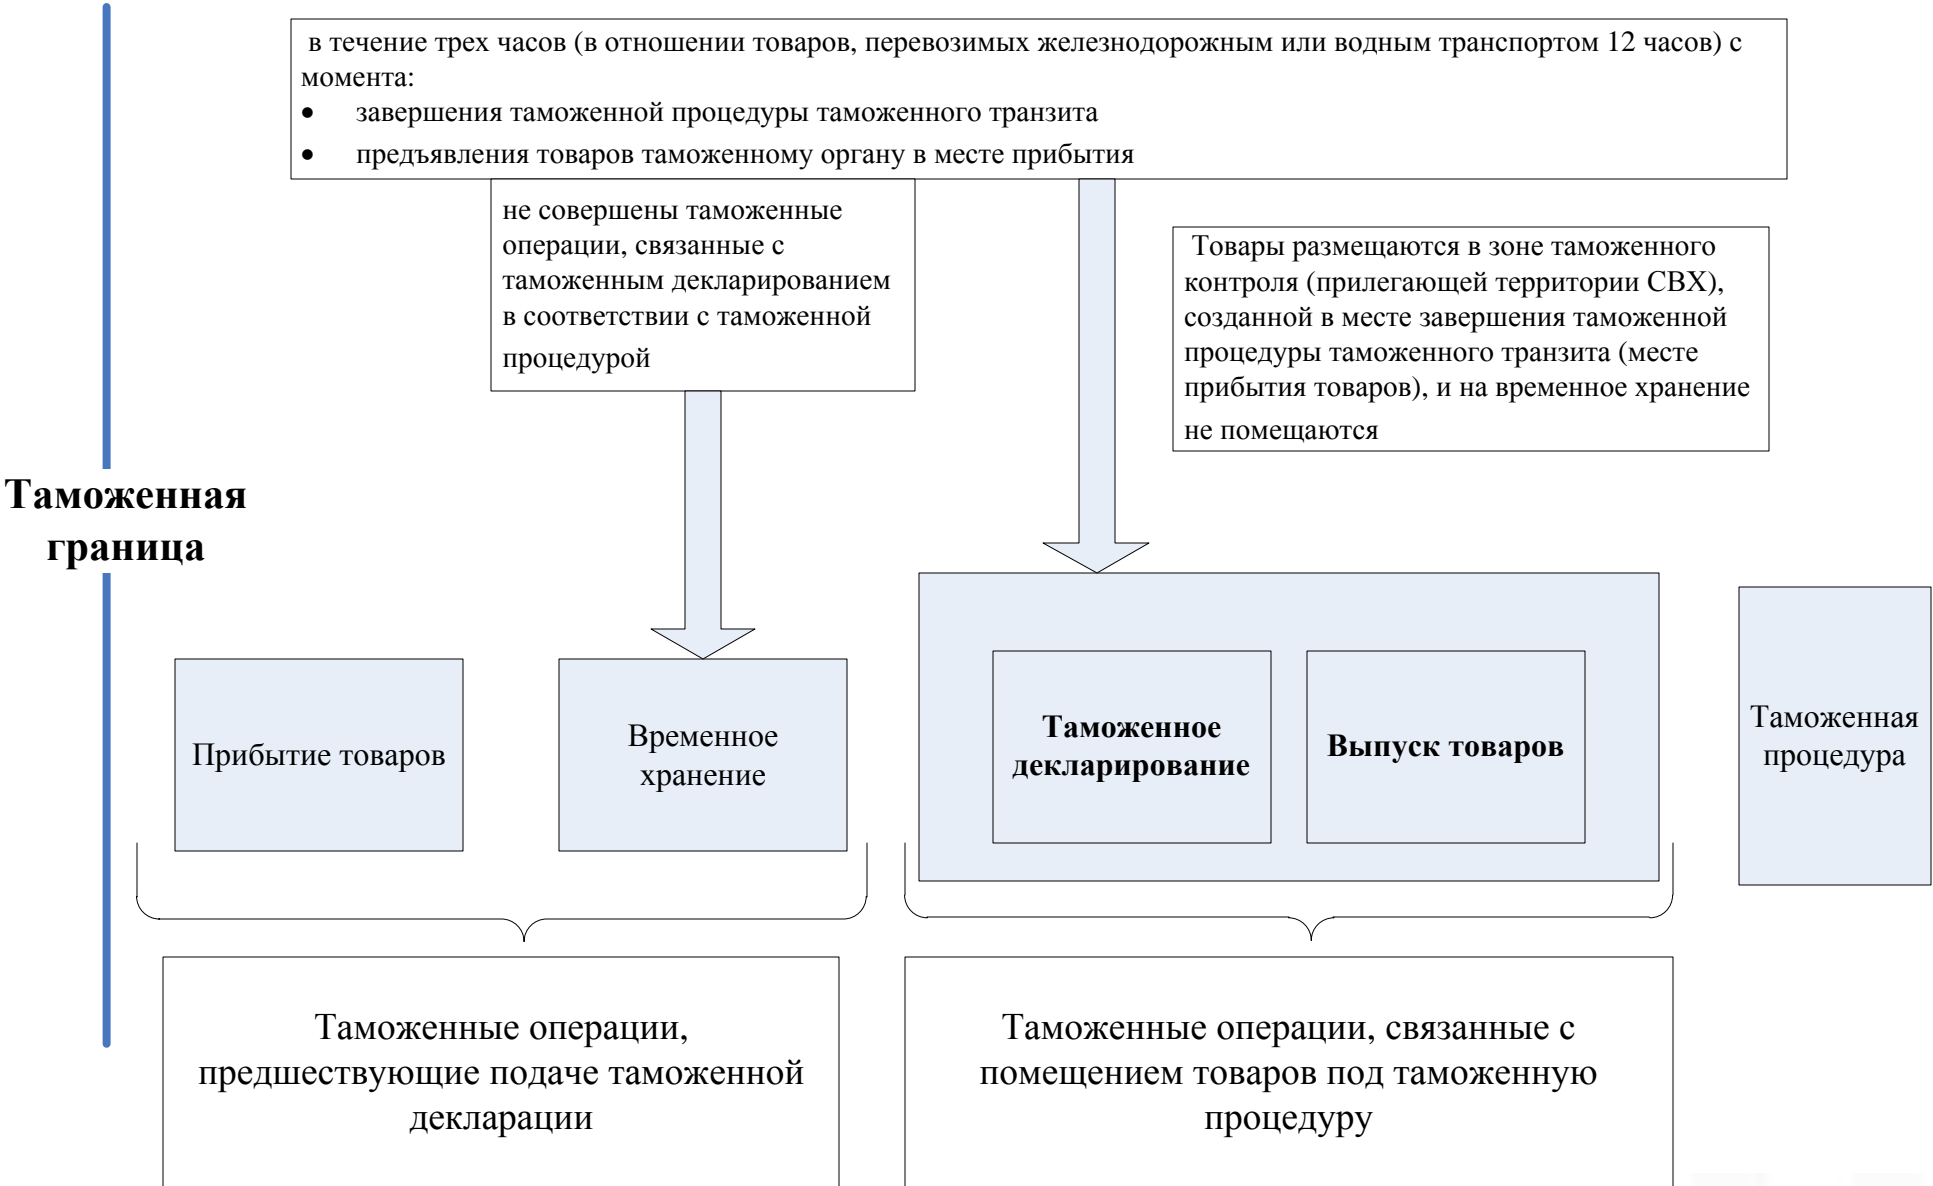 в течение трех часов (в отношении товаров, перевозимых железнодорожным или водным транспортом 12 часов) с
момента:
• завершения таможенной процедуры таможенного транзита
• предъявления товаров таможенному органу в месте прибытия
не совершены таможенные
операции, связанные с
таможенным декларированием
в соответствии с таможенной
процедурой
Товары размещаются в зоне таможенного
контроля (прилегающей территории СВХ),
созданной в месте завершения таможенной
процедуры таможенного транзита (месте
прибытия товаров), и на временное хранение
не помещаются
Таможенная
граница
Прибытие товаров
Временное
хранение
Таможенное
декларирование
Выпуск товаров
Таможенная
процедура
Таможенные операции,
предшествующие подаче таможенной
декларации
Таможенные операции, связанные с
помещением товаров под таможенную
процедуру